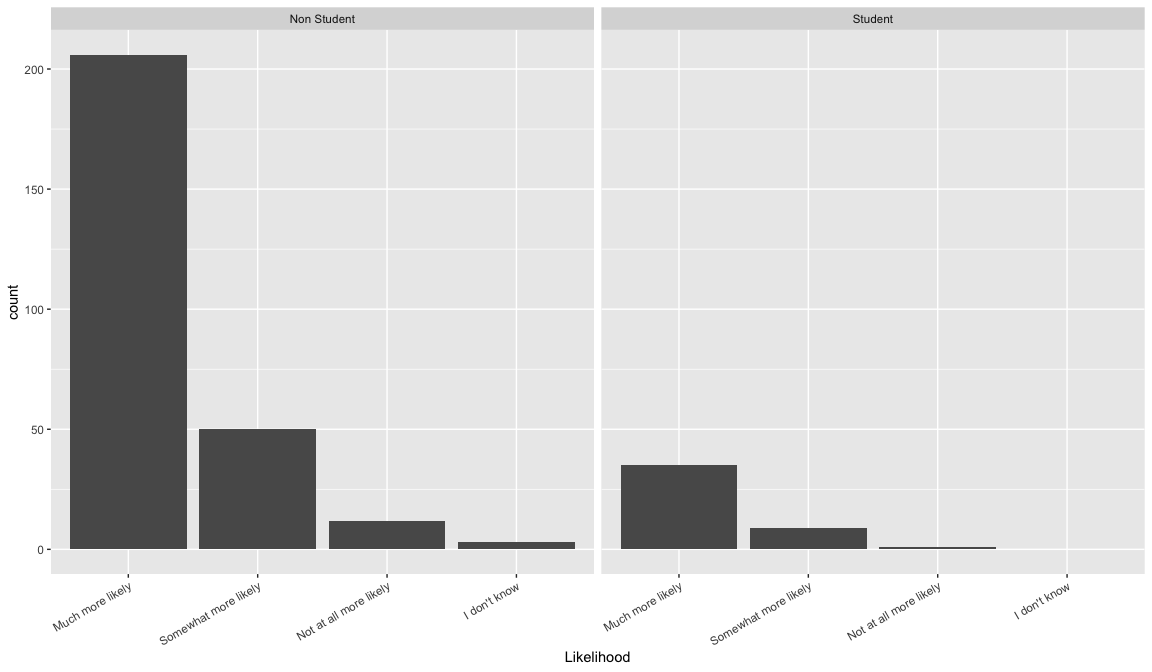 Non Student
Student
200
150
100
50
0
count
Much more likely
Somewhat more likely
Not at all more likely
I don't know
Much more likely
Somewhat more likely
Not at all more likely
I don't know
Likelihood